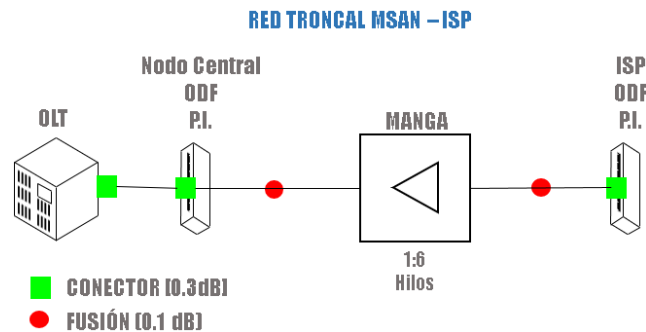 RED TRONCAL MSAN – ISP
Nodo Central
ODF
P.I.
ISP
ODF
P.I.
OLT
MANGA
1:6
Hilos
CONECTOR [0.3dB]
FUSIÓN [0.1 dB)